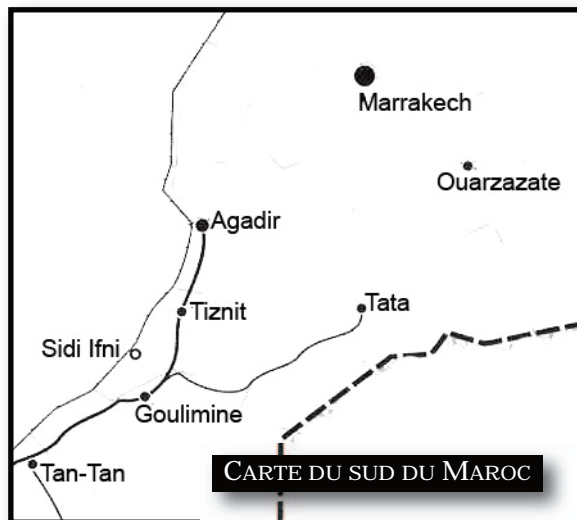 Marrakech
Ouarzazate
Agadir
Tata
Tiznit
Sidi Ifni
Goulimine
Tan-Tan
CARTE DU SUD DU MAROC